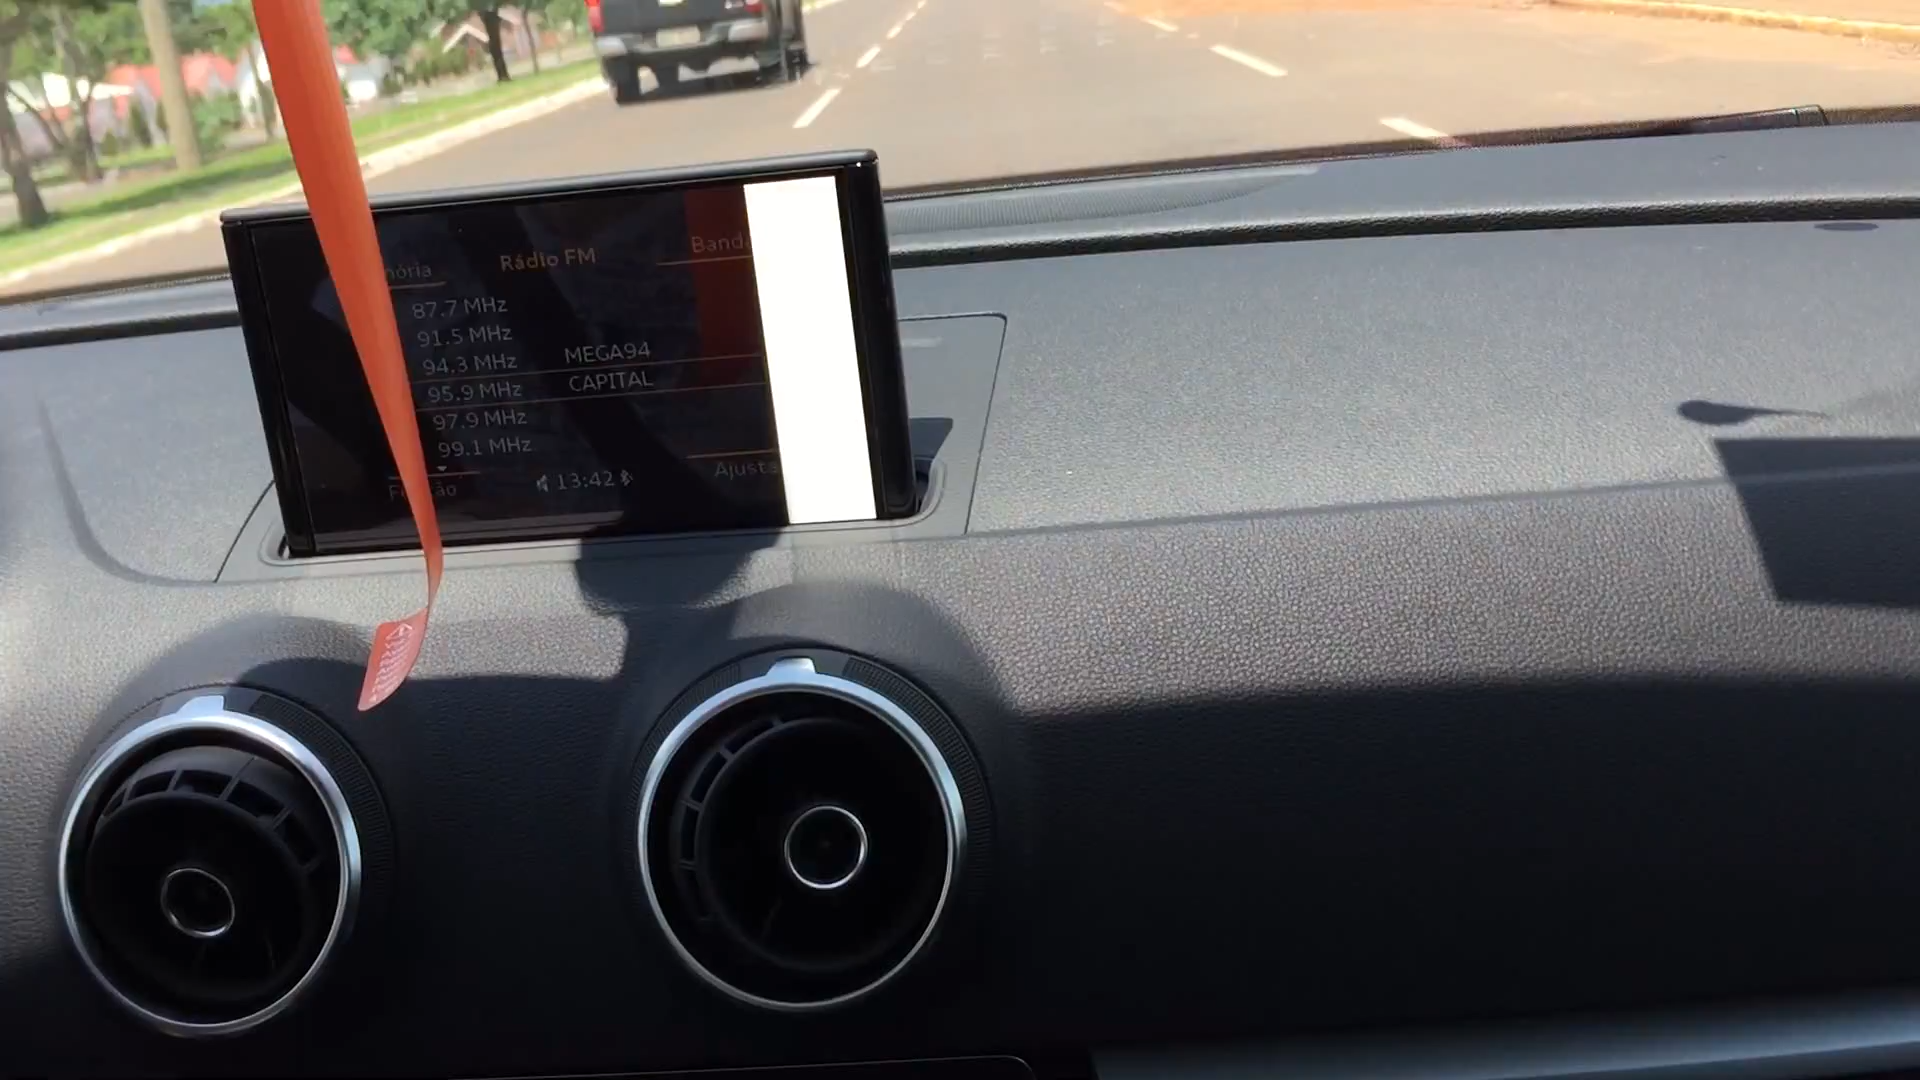 Rádio FM
87.7 MHz
91.5 MHz
94.3 MHz MEGA94
95.9 MHz CAPITAL
97.9 MHz
99.1 MHz
13:42